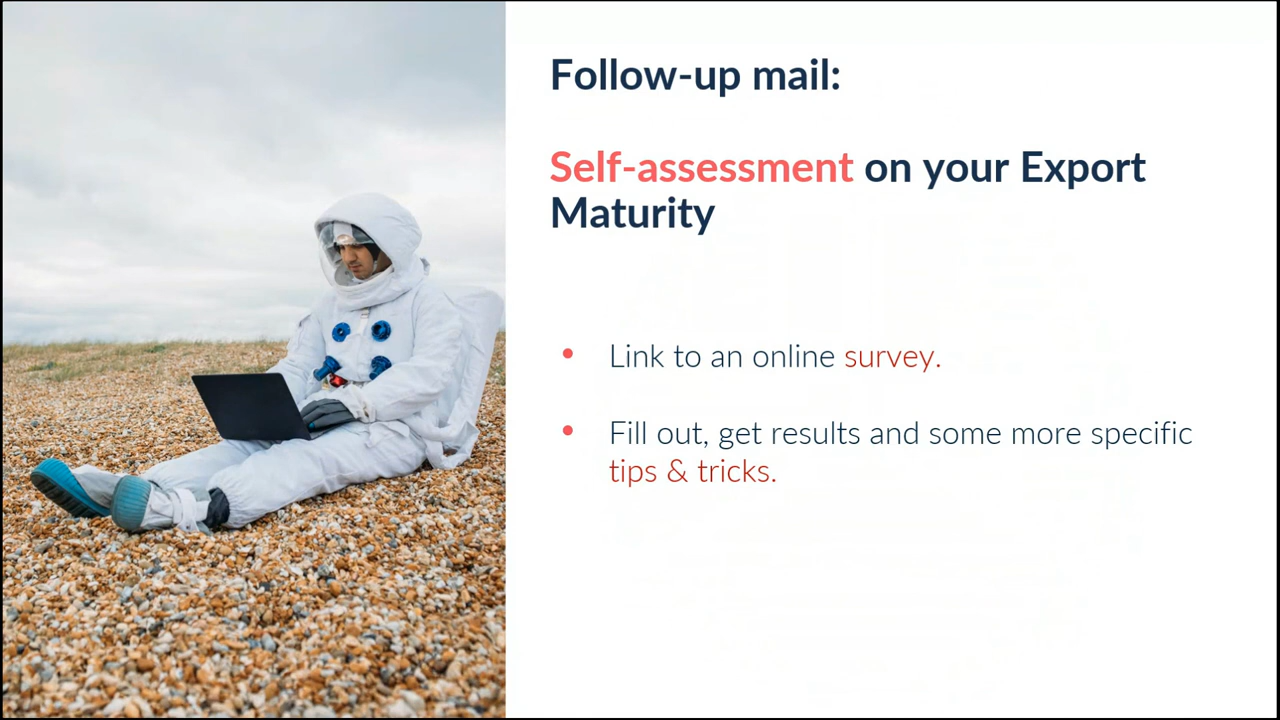 Follow-up mail:
Self-assessment on your Export
Maturity
• Link to an online survey.
• Fill out, get results and some more specific
tips & tricks.